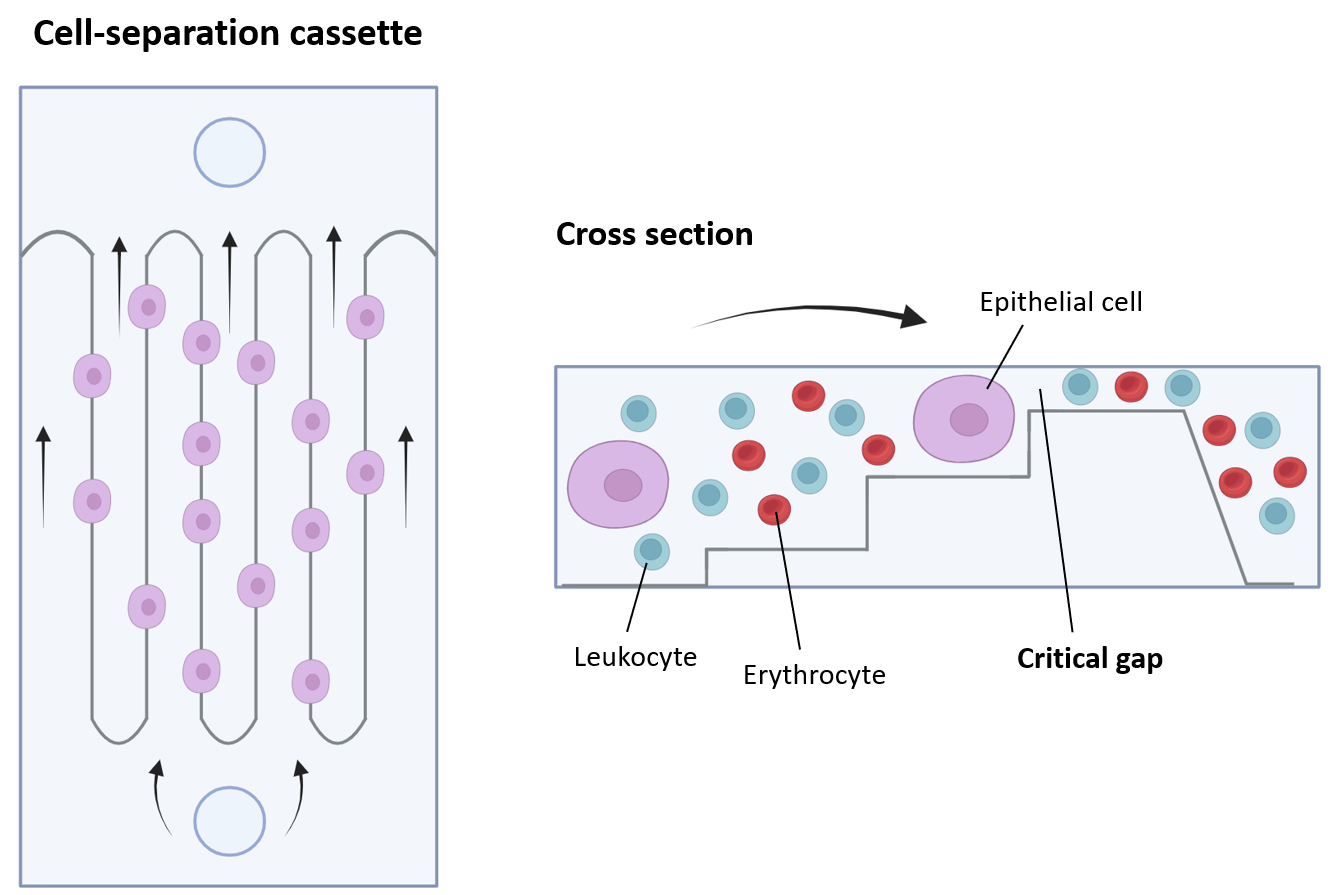 Cell-separation cassette
Cross section
Epithelial cell
Leukocyte
Erythrocyte
Critical gap